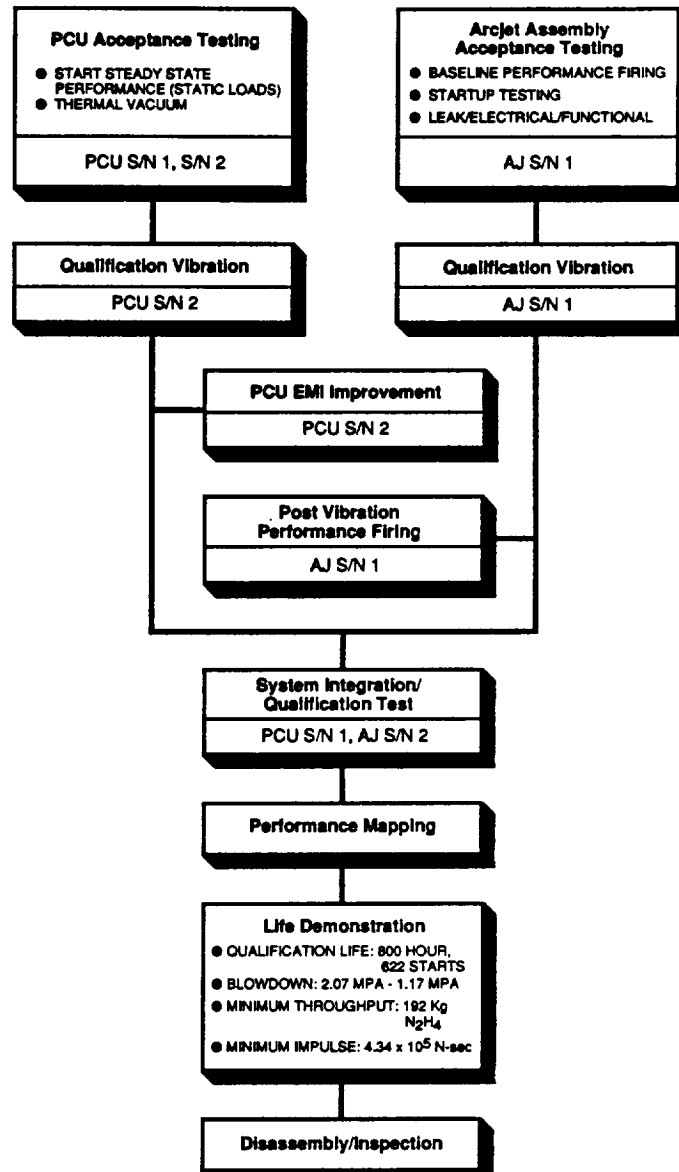 PCU Acceptance Testing
● START STEADY STATE
PERFORMANCE (STATIC LOADS)
● THERMAL VACUUM
PCU S/N 1, S/N 2
Arcjet Assembly
Acceptance Testing
● BASELINE PERFORMANCE FIRING
● STARTUP TESTING
● LEAK/ELECTRICAL/FUNCTIONAL
AJ S/N 1
Qualification Vibration
PCU S/N 2
Qualification Vibration
AJ S/N 1
PCU EMI Improvement
PCU S/N 2
Post Vibration
Performance Firing
AJ S/N 1
System Integration/
Qualification Test
PCU S/N 1, AJ S/N 2
Performance Mapping
Life Demonstration
● QUALIFICATION LIFE: 800 HOUR,
622 STARTS
● BLOWDOWN: 2.07 MPA - 1.17 MPA
● MINIMUM THROUGHPUT: 192 Kg
N₂H₄
● MINIMUM IMPULSE: 4.34 x 10⁵ N-sec
Disassembly/Inspection